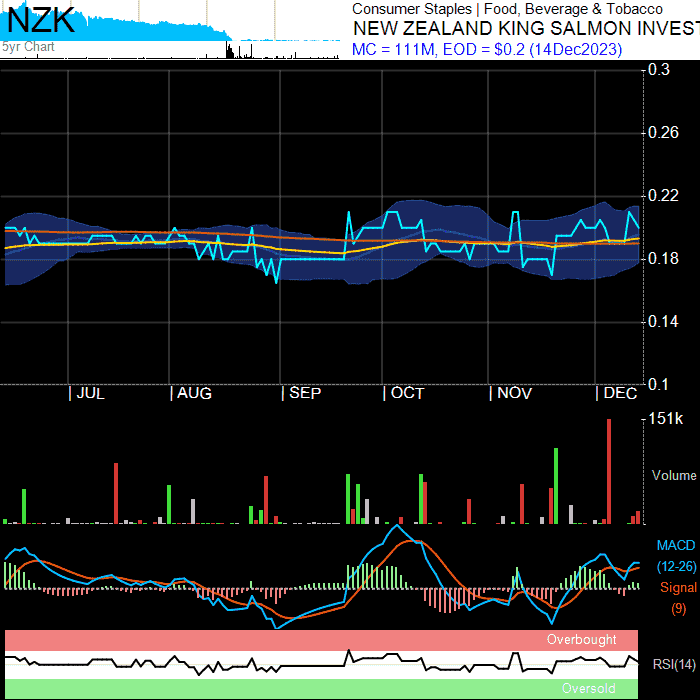 NZK
5yr Chart
Consumer Staples | Food, Beverage & Tobacco
NEW ZEALAND KING SALMON INVEST
MC = 111M, EOD = $0.2 (14Dec2023)
0.3
0.26
0.22
0.18
0.14
0.1
JUL AUG SEP OCT NOV DEC
151k
Volume
MACD
(12-26)
Signal
(9)
Overbought
RSI(14)
Oversold